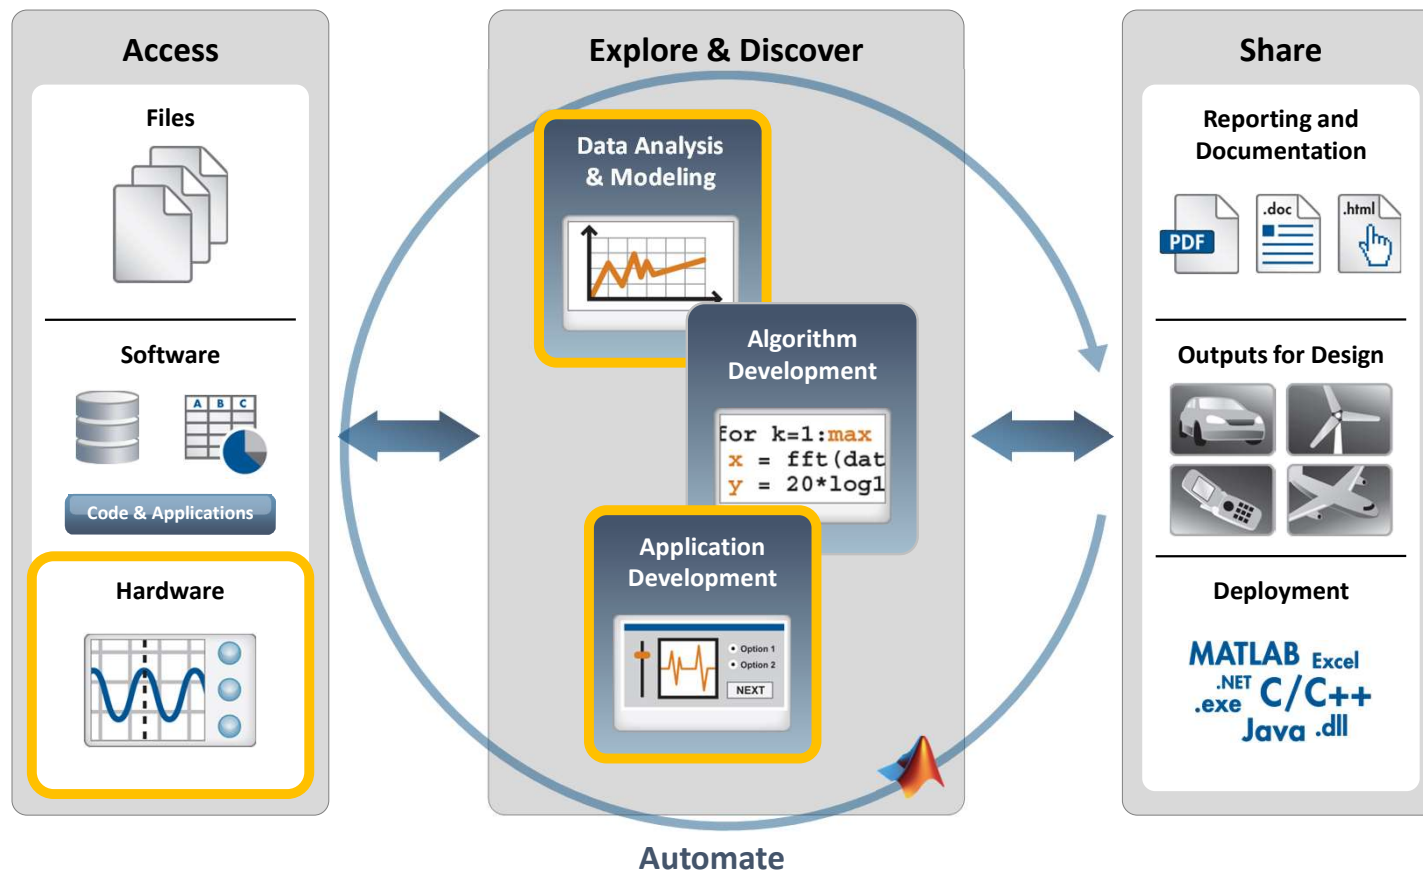 Access
Files
Software
A B C
Code & Applications
Hardware
Explore & Discover
Data Analysis
& Modeling
Algorithm
Development
for k=1:max
x = fft(dat
y = 20*log1
Application
Development
Option 1
Option 2
NEXT
Share
Reporting and
Documentation
PDF
.doc
.html
Outputs for Design
Deployment
MATLAB Excel
.NET C/C++
.exe
Java .dll
Automate